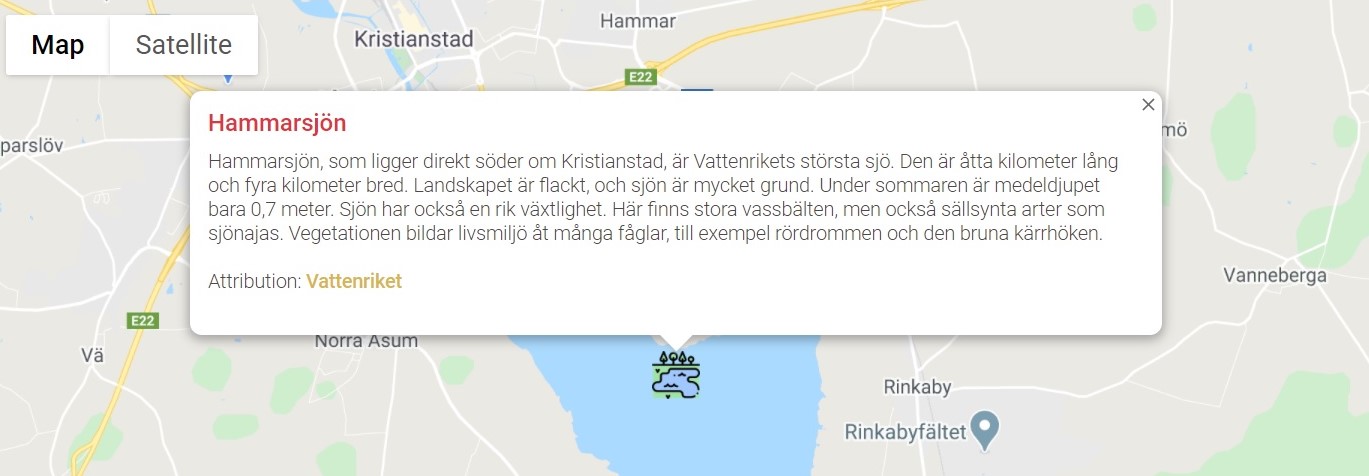 Hammar
Map
Satellite
Kristianstad
E22
Hammarsjön
mö
parslöv
Hammarsjön, som ligger direkt söder om Kristianstad, är Vattenrikets största sjö. Den är åtta kilometer lång
och fyra kilometer bred. Landskapet är flackt, och sjön är mycket grund. Under sommaren är medeldjupet
bara 0,7 meter. Sjön har också en rik växtlighet. Här finns stora vassbälten, men också sällsynta arter som
sjönajas. Vegetationen bildar livsmiljö åt många fåglar, till exempel rördrommen och den bruna kärrhöken.
Attribution: Vattenriket
Vanneberga
E22
Norra Åsum
Vä
Rinkaby
Rinkabyfältet